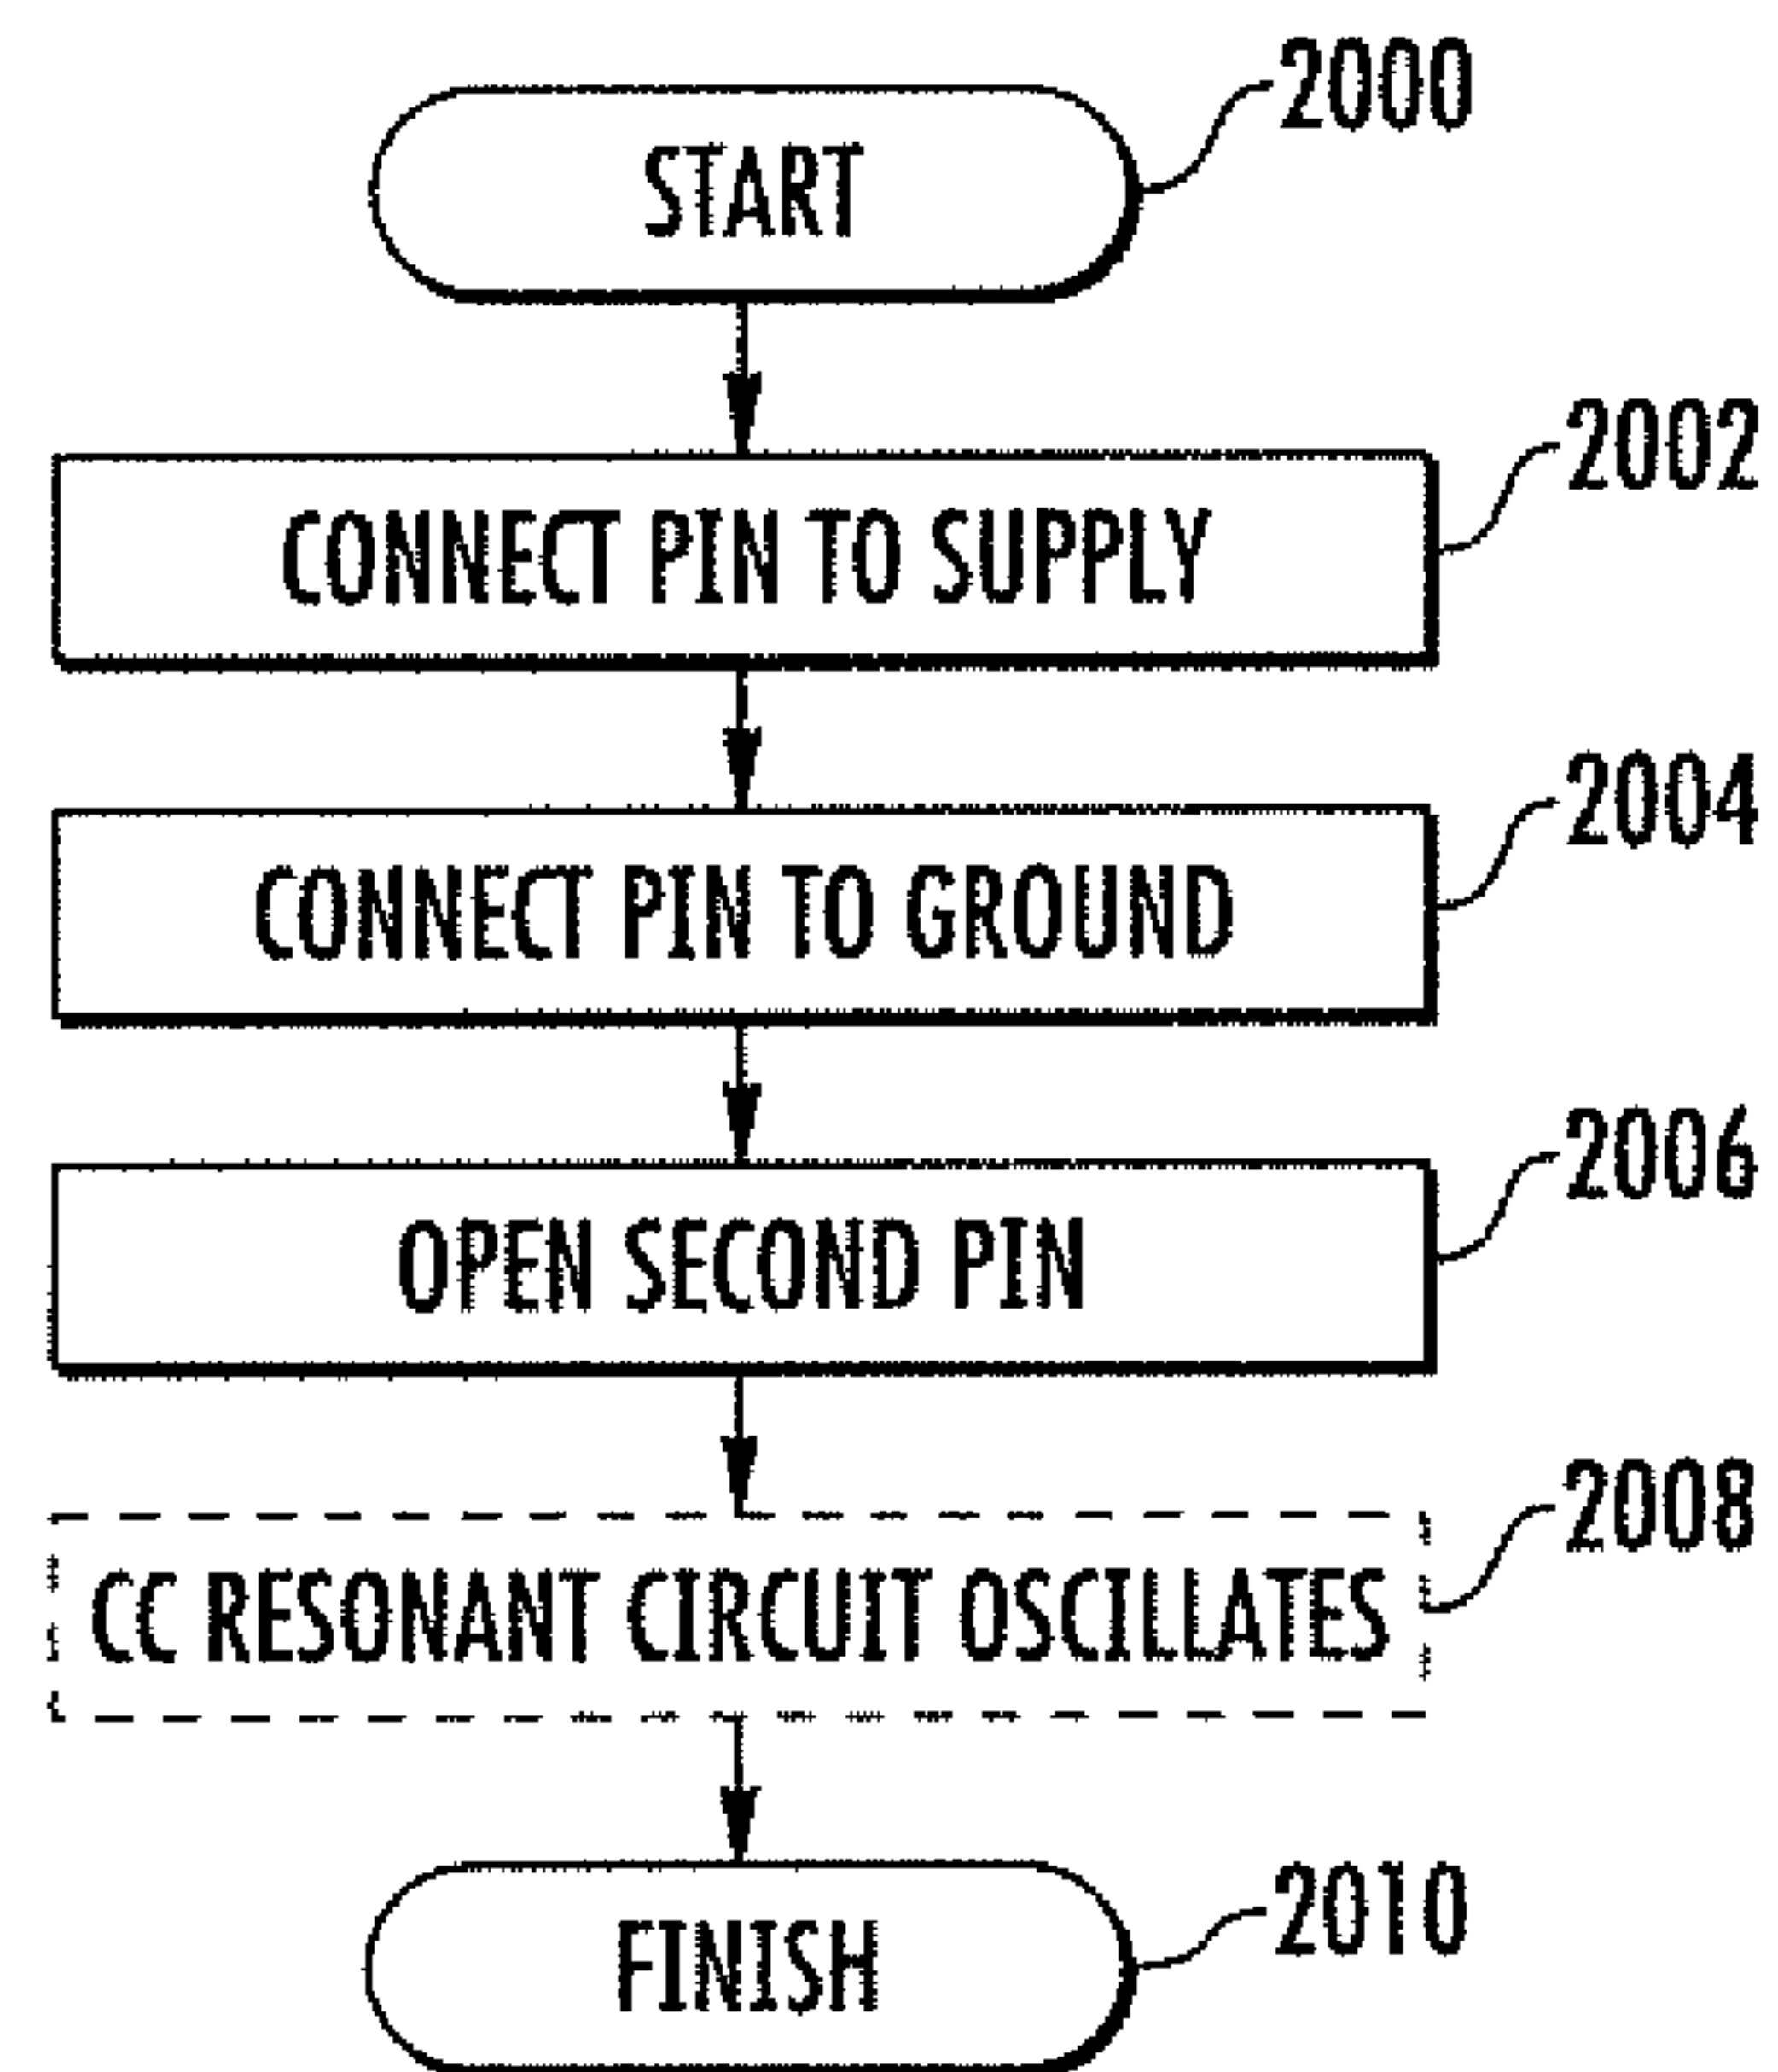 2000
START
2002
CONNECT PIN TO SUPPLY
2004
CONNECT PIN TO GROUND
2006
OPEN SECOND PIN
2008
CC RESONANT CIRCUIT OSCILLATES
2010
FINISH